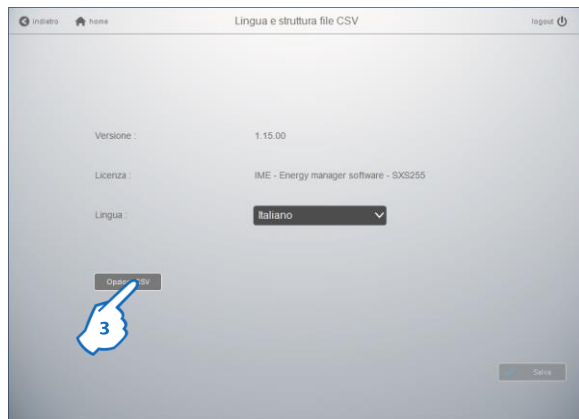 indietro home Lingua e struttura file CSV logout
Versione : 1.15.00
Licenza : IME - Energy manager software - SXS255
Lingua : Italiano
CSV
3
Salva